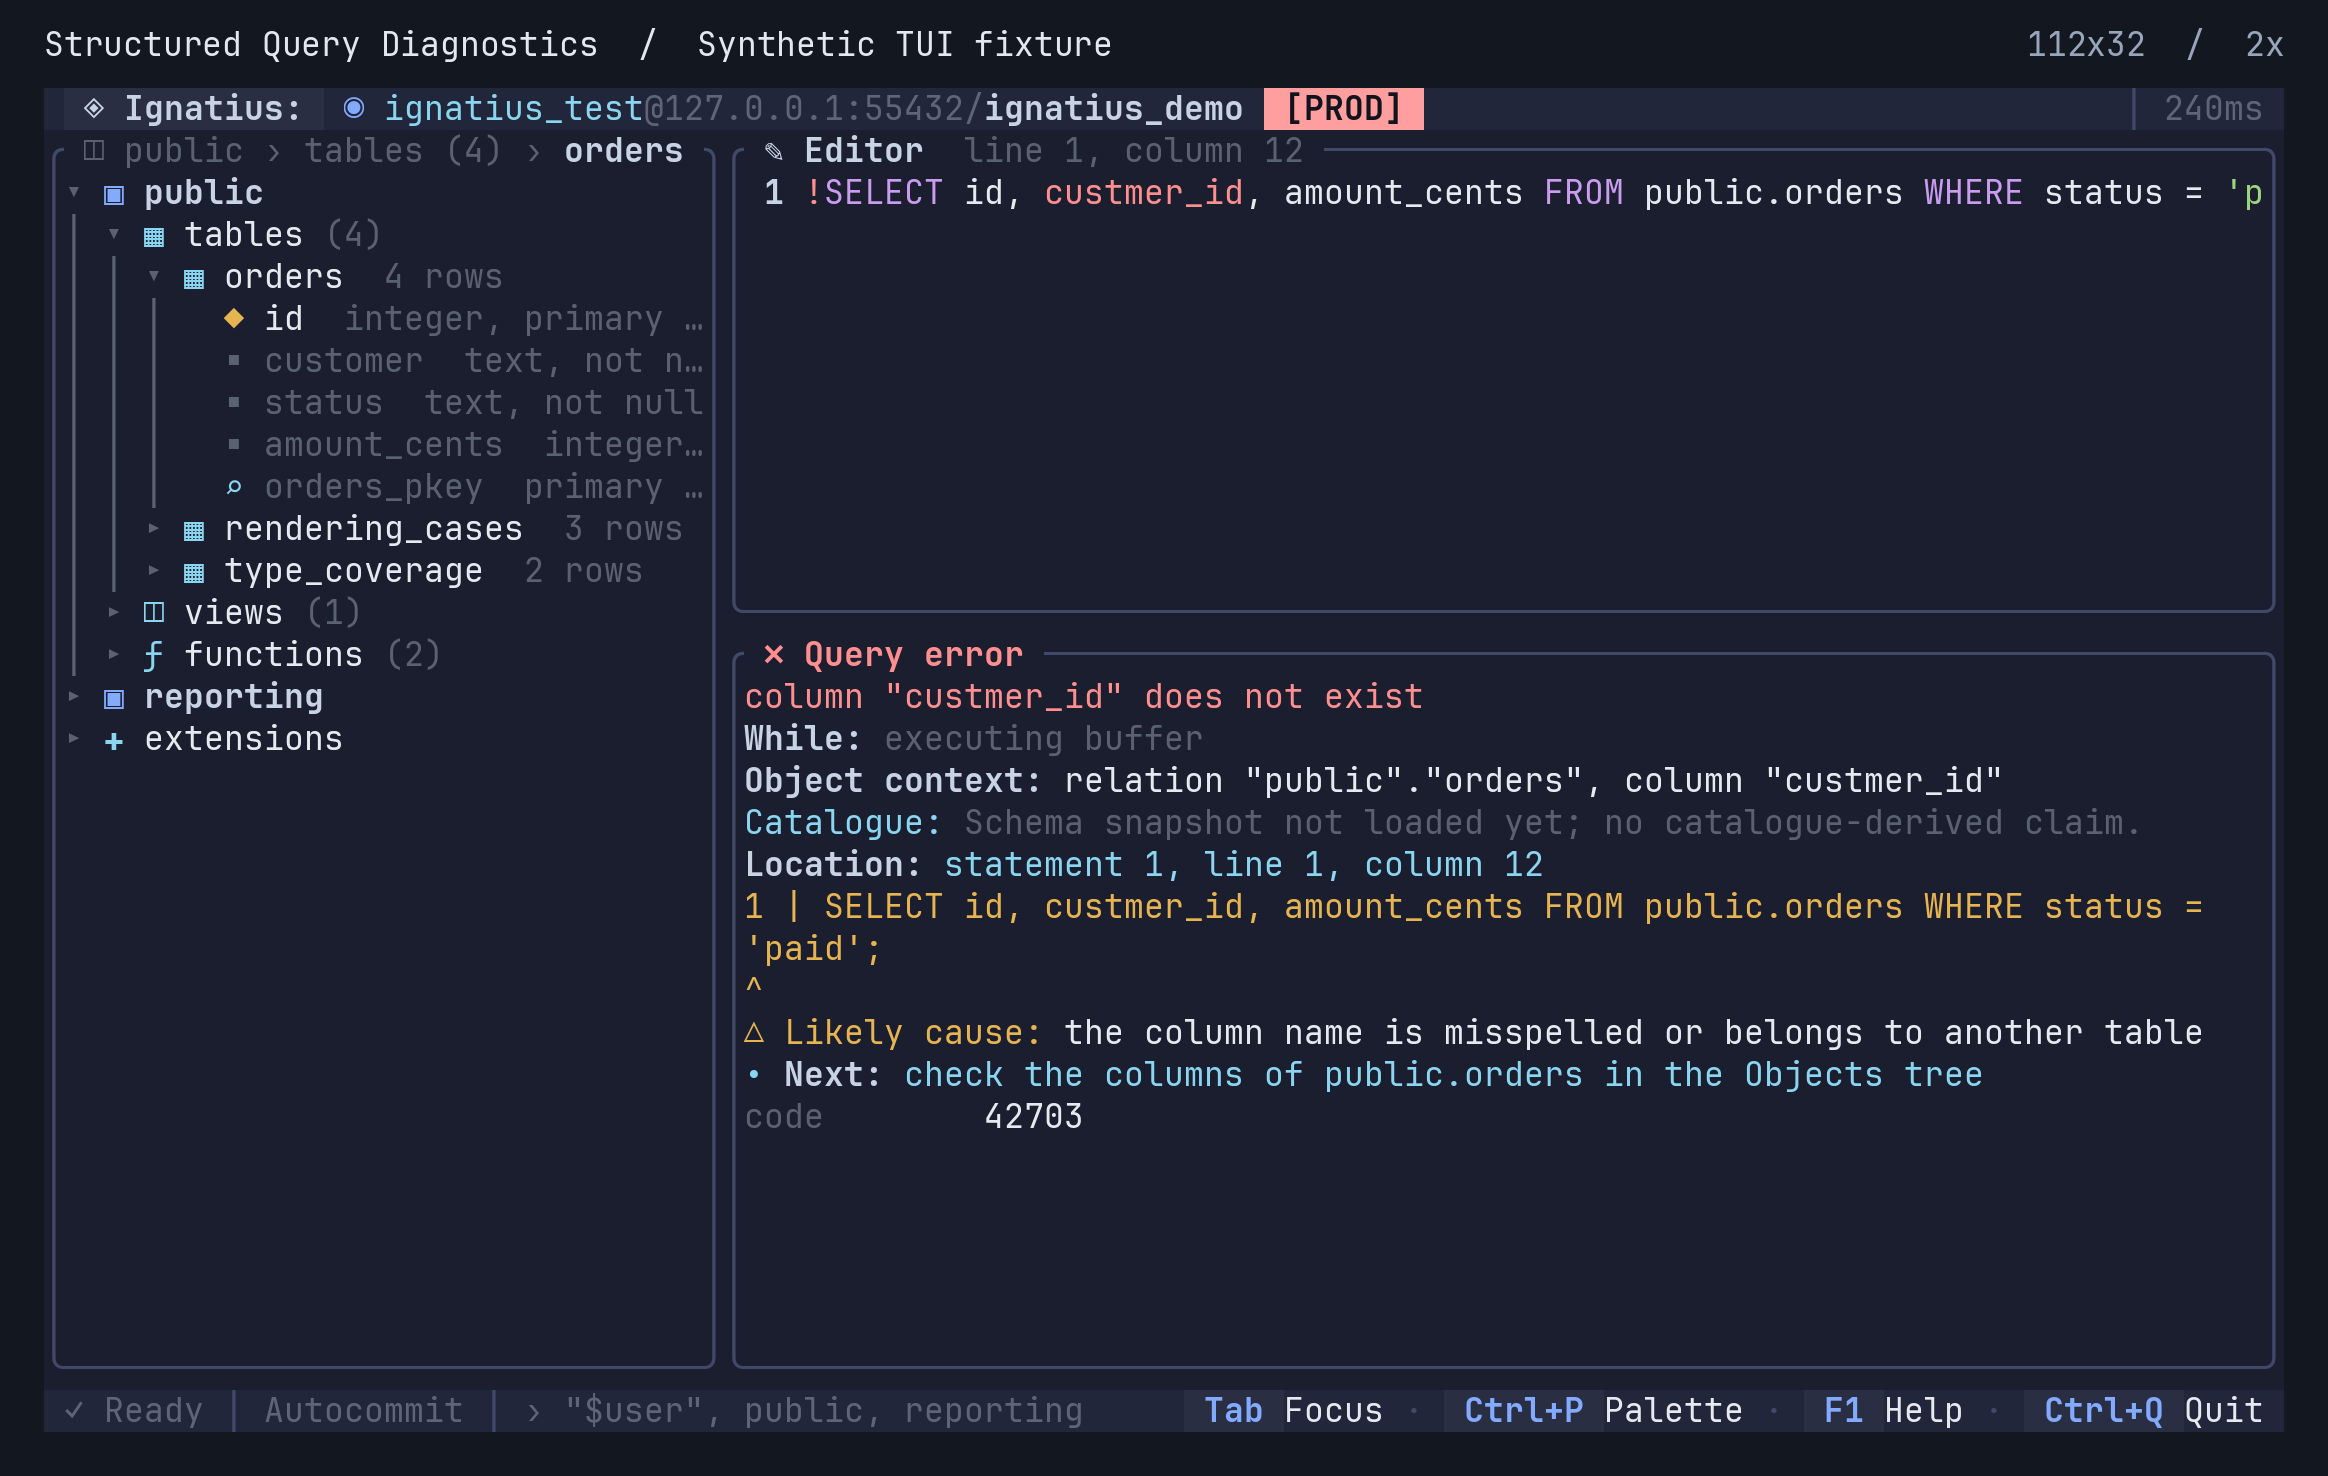 Structured Query Diagnostics / Synthetic TUI fixture
112x32 / 2x
Ignatius: ignatius_test@127.0.0.1:55432/ignatius_demo [PROD]
240ms
public › tables (4) › orders
public
tables (4)
orders 4 rows
id integer, primary …
customer text, not n…
status text, not null
amount_cents integer…
orders_pkey primary …
rendering_cases 3 rows
type_coverage 2 rows
views (1)
ƒ functions (2)
reporting
extensions
Editor line 1, column 12
1 !SELECT id, custmer_id, amount_cents FROM public.orders WHERE status = 'p
✕ Query error
column "custmer_id" does not exist
While: executing buffer
Object context: relation "public"."orders", column "custmer_id"
Catalogue: Schema snapshot not loaded yet; no catalogue-derived claim.
Location: statement 1, line 1, column 12
1 | SELECT id, custmer_id, amount_cents FROM public.orders WHERE status =
'paid';
^
△ Likely cause: the column name is misspelled or belongs to another table
• Next: check the columns of public.orders in the Objects tree
code 42703
✓ Ready │ Autocommit │ › "$user", public, reporting
Tab Focus · Ctrl+P Palette · F1 Help · Ctrl+Q Quit